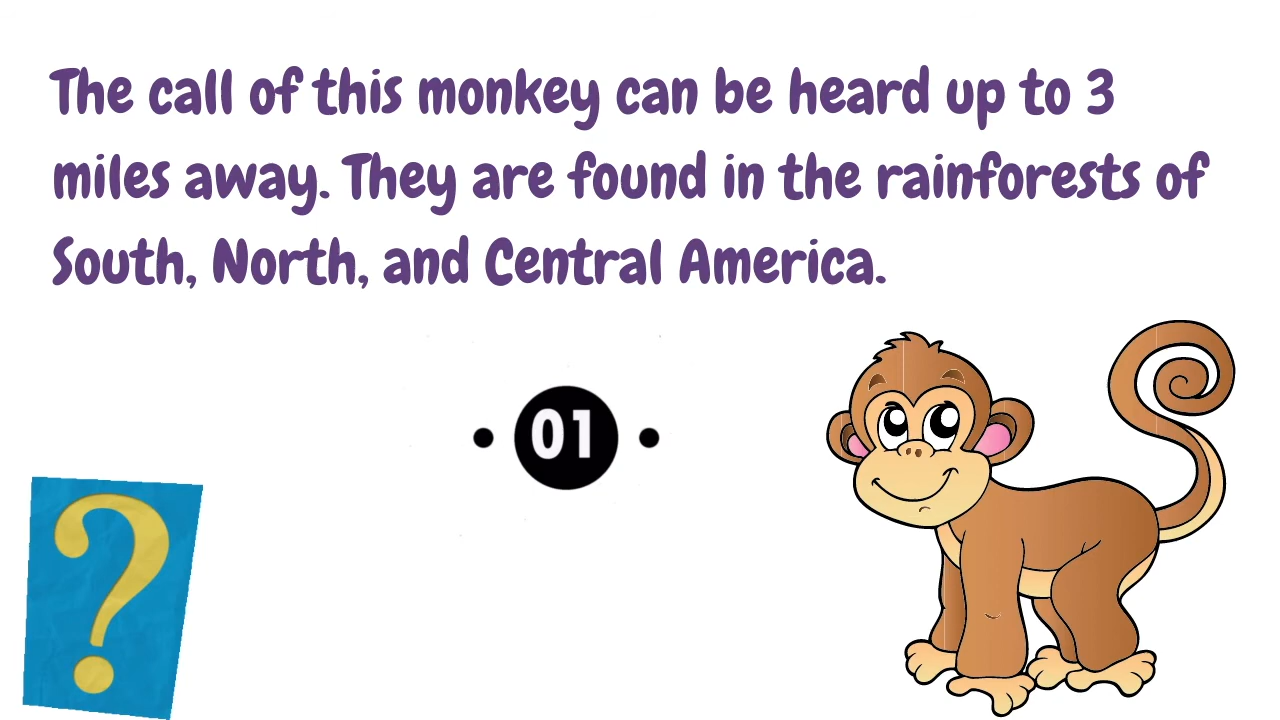 The call of this monkey can be heard up to 3
miles away. They are found in the rainforests of
South, North, and Central America.
01
?